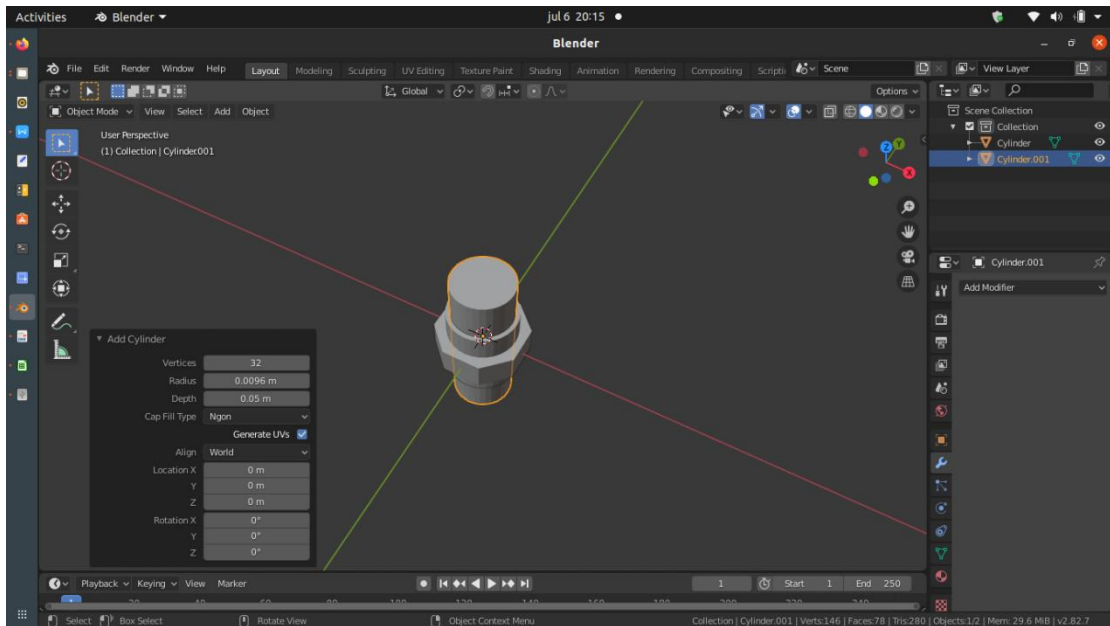 Activities Blender jul 6 20:15
Blender
File Edit Render Window Help Layout Modeling Sculpting UV Editing Texture Paint Shading Animation Rendering Compositing Scripti Scene View Layer
Global Options
Object Mode View Select Add Object
User Perspective
(1) Collection | Cylinder.001
Z
Y
X
Scene Collection
Collection
Cylinder
Cylinder.001
Cylinder.001
Add Modifier
Add Cylinder
Vertices 32
Radius 0.0096 m
Depth 0.05 m
Cap Fill Type Ngon
Generate UVs
Align World
Location X 0 m
Y 0 m
Z 0 m
Rotation X 0°
Y 0°
Z 0°
Playback Keying View Marker 1 Start 1 End 250
1
Select Box Select Rotate View Object Context Menu Collection | Cylinder.001 | Verts:146 | Faces:78 | Tris:280 | Objects:1/2 | Mem: 29.6 MiB | v2.82.7